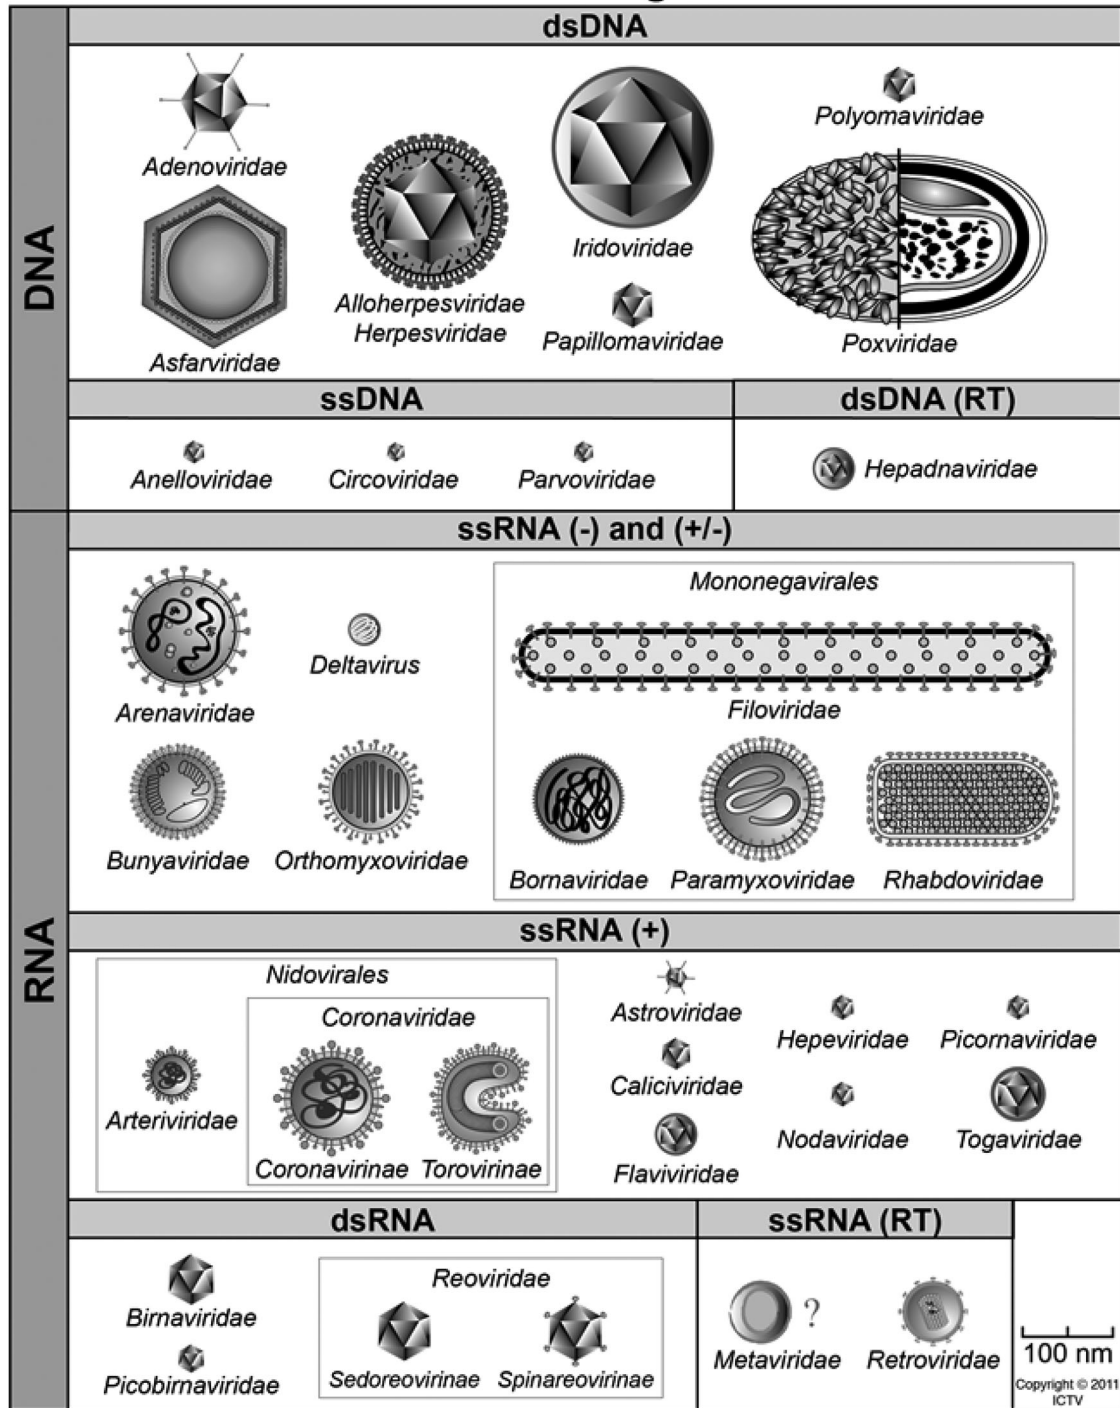 dsDNA
DNA
Adenoviridae
Asfarviridae
Alloherpesviridae
Herpesviridae
Iridoviridae
Papillomaviridae
Polyomaviridae
Poxviridae
ssDNA
Anelloviridae
Circoviridae
Parvoviridae
dsDNA (RT)
Hepadnaviridae
RNA
ssRNA (-) and (+/-)
Arenaviridae
Deltavirus
Bunyaviridae
Orthomyxoviridae
Mononegavirales
Filoviridae
Bornaviridae
Paramyxoviridae
Rhabdoviridae
ssRNA (+)
Nidovirales
Arteriviridae
Coronaviridae
Coronavirinae
Torovirinae
Astroviridae
Caliciviridae
Flaviviridae
Hepeviridae
Nodaviridae
Picornaviridae
Togaviridae
dsRNA
Birnaviridae
Picobirnaviridae
Reoviridae
Sedoreovirinae
Spinareovirinae
ssRNA (RT)
?
Metaviridae
Retroviridae
100 nm
Copyright © 2011
ICTV